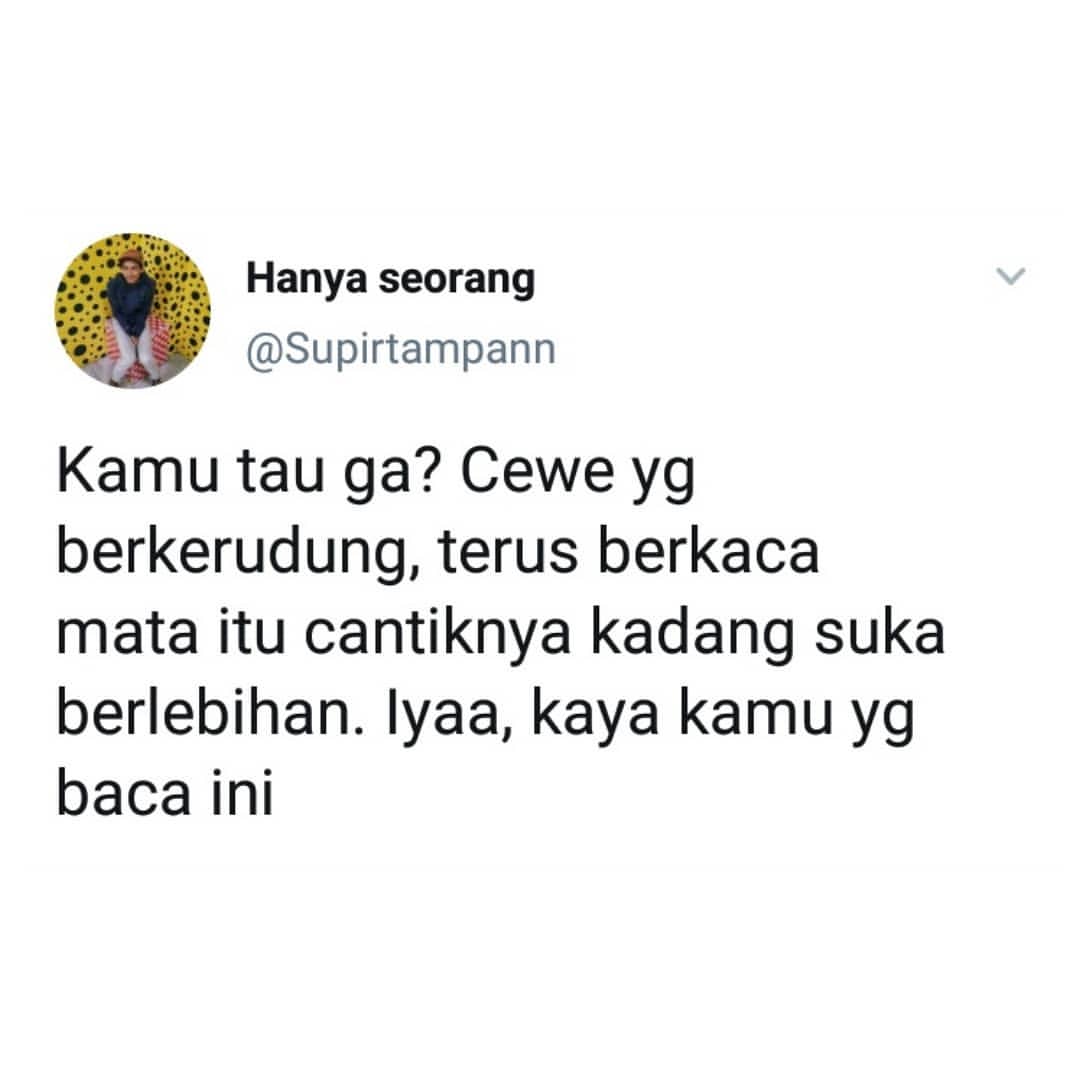 Hanya seorang
@Supirtampann
Kamu tau ga? Cewe yg
berkerudung, terus berkaca
mata itu cantiknya kadang suka
berlebihan. Iyaa, kaya kamu yg
baca ini